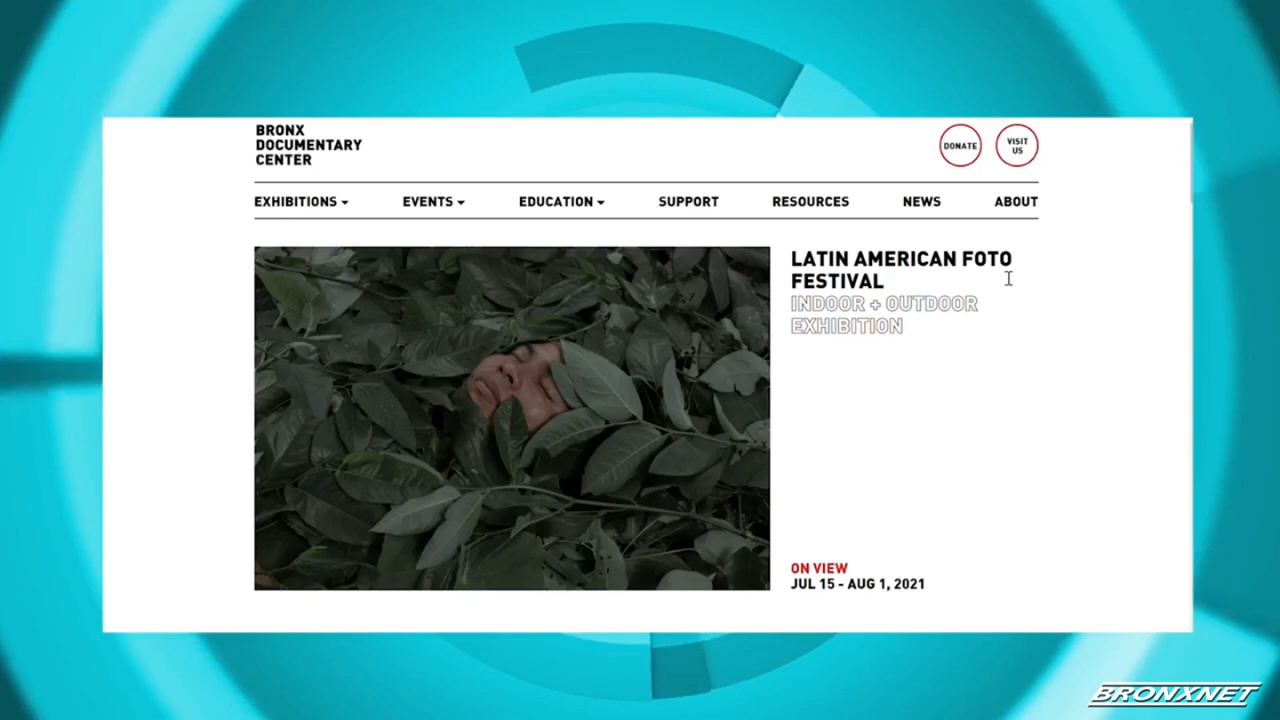 BRONX
DOCUMENTARY
CENTER
DONATE
VISIT
US
EXHIBITIONS
EVENTS
EDUCATION
SUPPORT
RESOURCES
NEWS
ABOUT
LATIN AMERICAN FOTO
FESTIVAL
INDOOR + OUTDOOR
EXHIBITION
ON VIEW
JUL 15 - AUG 1, 2021
BRONXNET